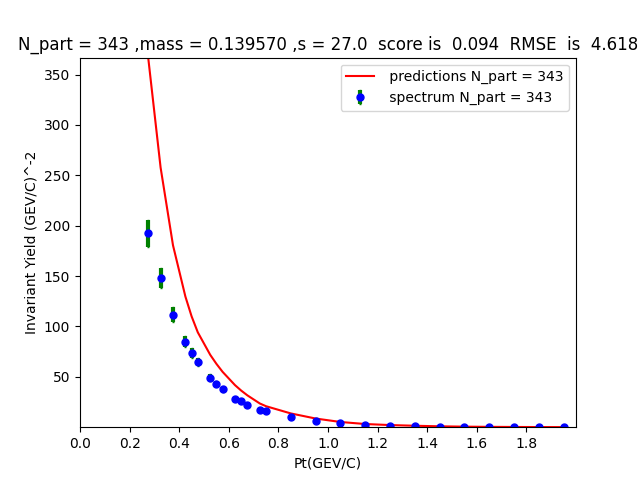 N_part = 343 ,mass = 0.139570 ,s = 27.0  score is  0.094  RMSE  is  4.618
predictions N_part = 343
spectrum N_part = 343
Invariant Yield (GEV/C)^-2
350
300
250
200
150
100
50
0.0 0.2 0.4 0.6 0.8 1.0 1.2 1.4 1.6 1.8
Pt(GEV/C)